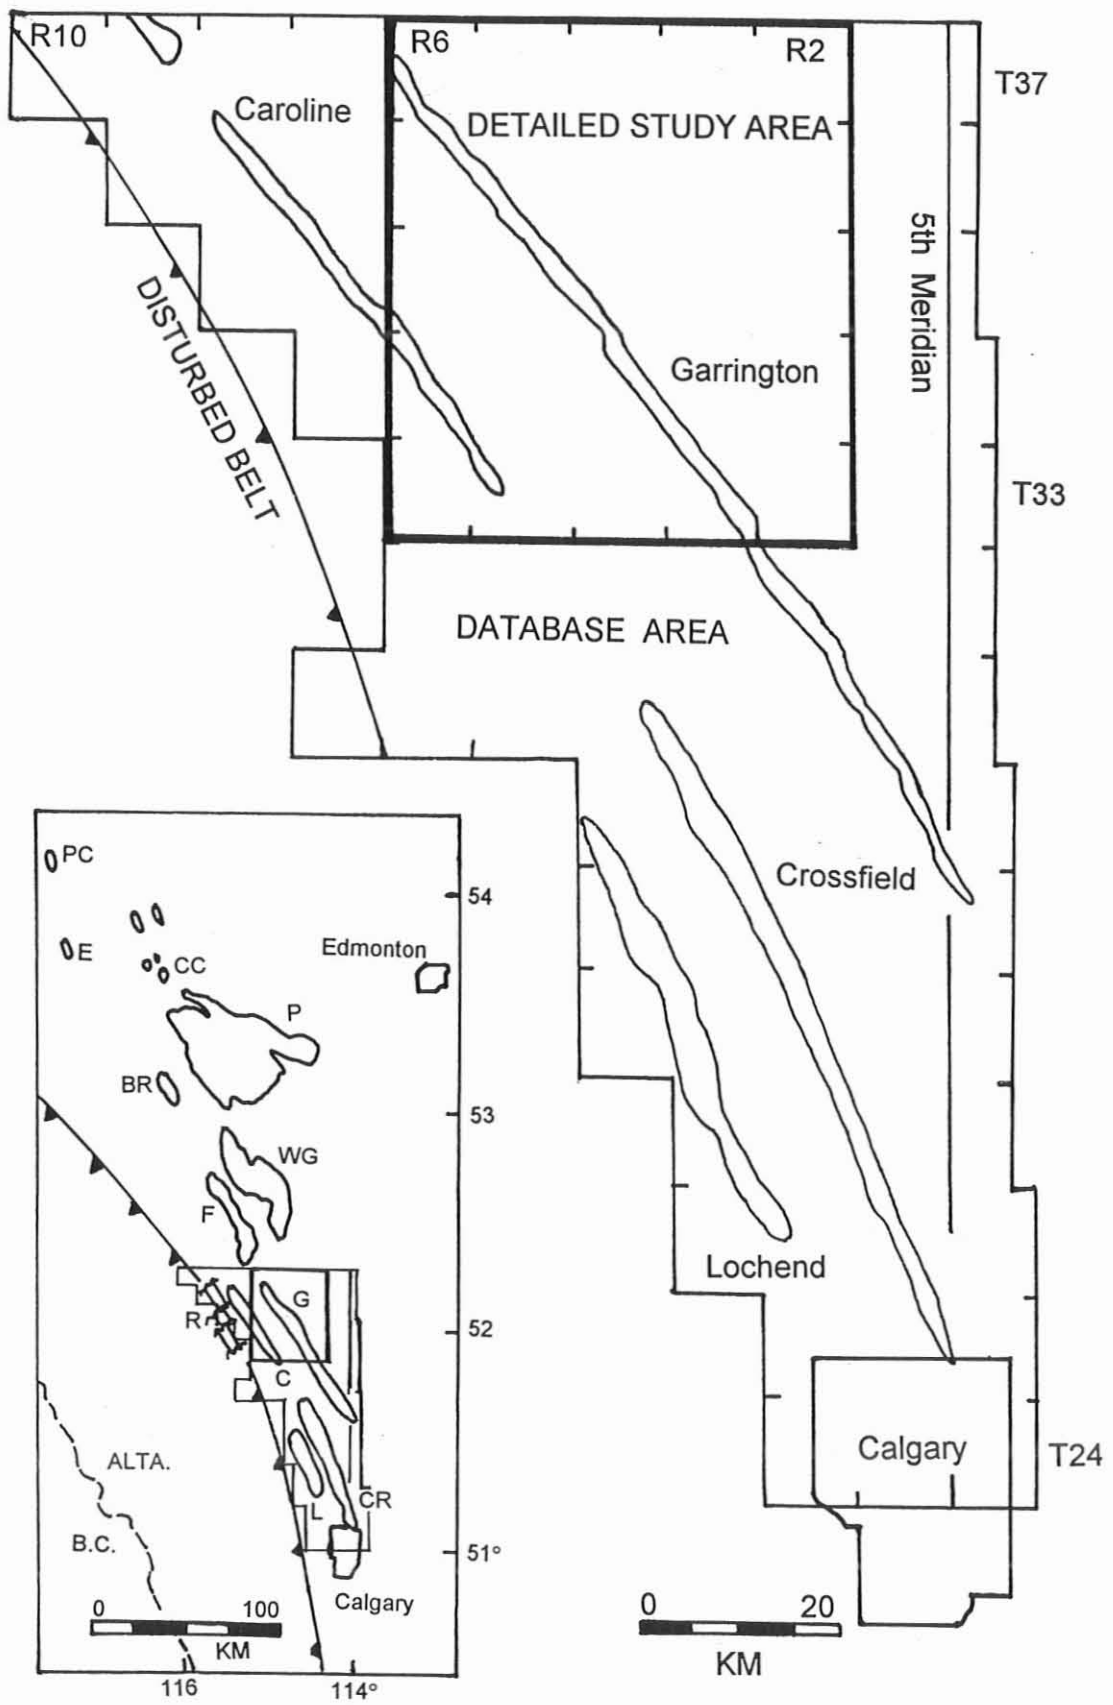 R10
R6
R2
T37
Caroline
DETAILED STUDY AREA
5th Meridian
DISTURBED BELT
Garrington
T33
DATABASE AREA
Crossfield
Lochend
Calgary
T24
0 20
KM
PC
54
E
CC
Edmonton
P
BR
53
WG
F
G
R
52
C
ALTA.
CR
L
B.C.
51°
Calgary
0 100
KM
116 114°